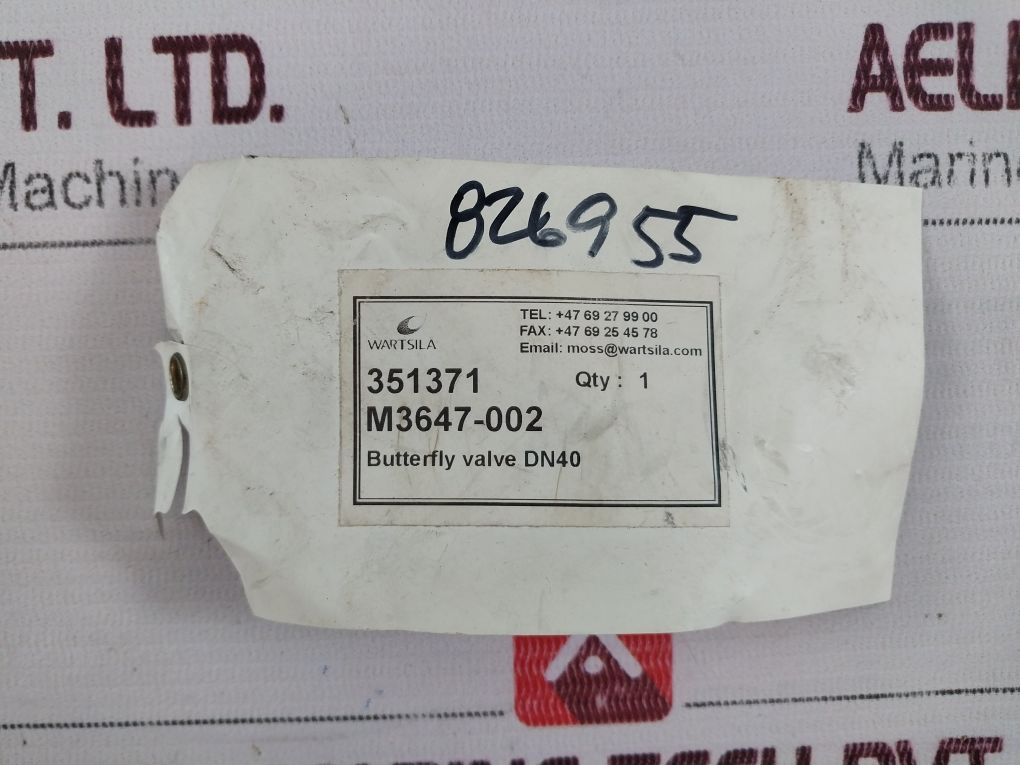 T. LTD.
AEL
Machin
Marin
826955
WARTSILA
TEL: +47 69 27 99 00
FAX: +47 69 25 45 78
Email: moss@wartsila.com
351371 Qty : 1
M3647-002
Butterfly valve DN40